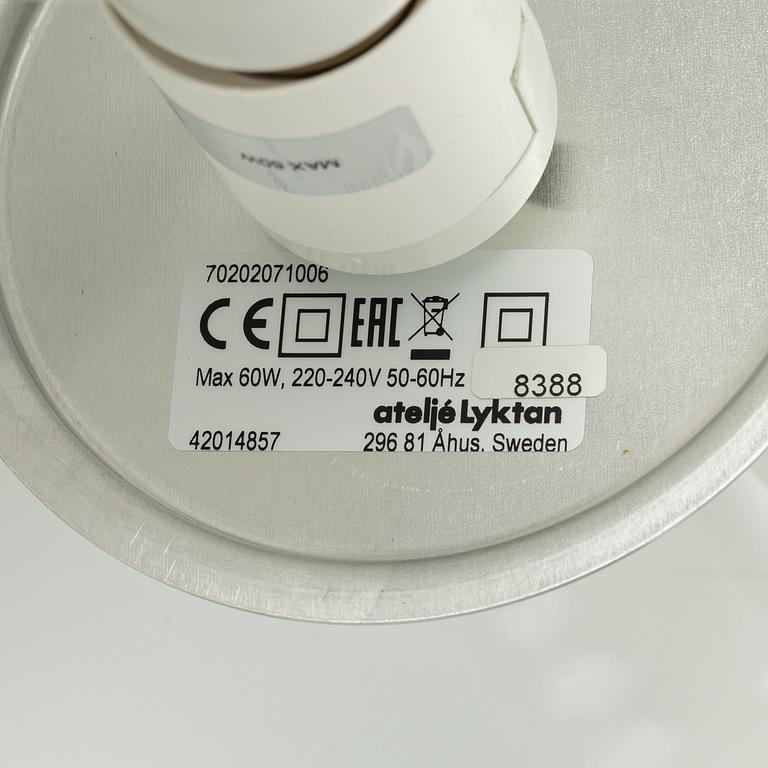 MAX 60W
70202071006
CE EAC
Max 60W, 220-240V 50-60Hz
8388
ateljé Lyktan
42014857 296 81 Åhus, Sweden